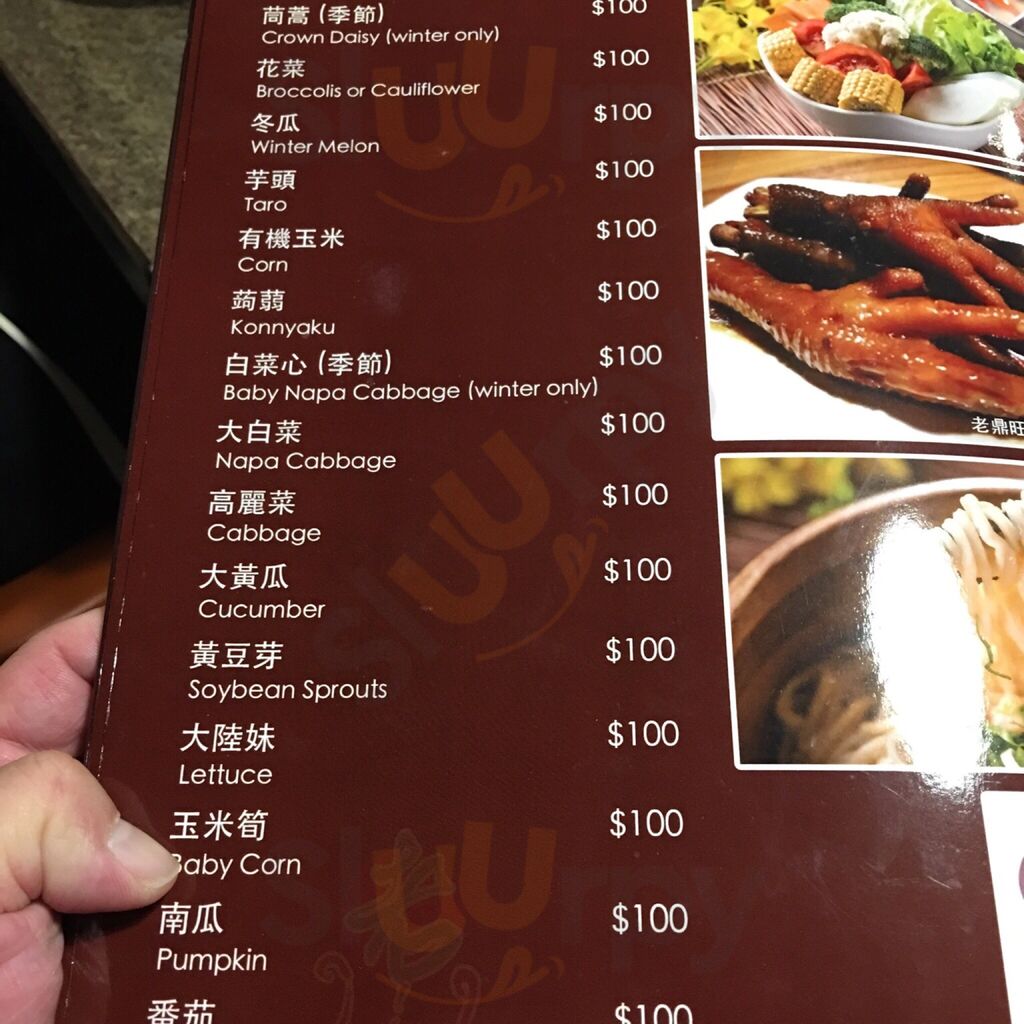 茼蒿 (季節) $100
Crown Daisy (winter only)
花菜 $100
Broccolis or Cauliflower
冬瓜 $100
Winter Melon
芋頭 $100
Taro
有機玉米 $100
Corn
蒟蒻 $100
Konnyaku
白菜心 (季節) $100
Baby Napa Cabbage (winter only)
大白菜 $100
Napa Cabbage
高麗菜 $100
Cabbage
大黃瓜 $100
Cucumber
黃豆芽 $100
Soybean Sprouts
大陸妹 $100
Lettuce
玉米筍 $100
Baby Corn
南瓜 $100
Pumpkin
番茄 $100
老鼎旺
slurpy
slurpy
slurpy